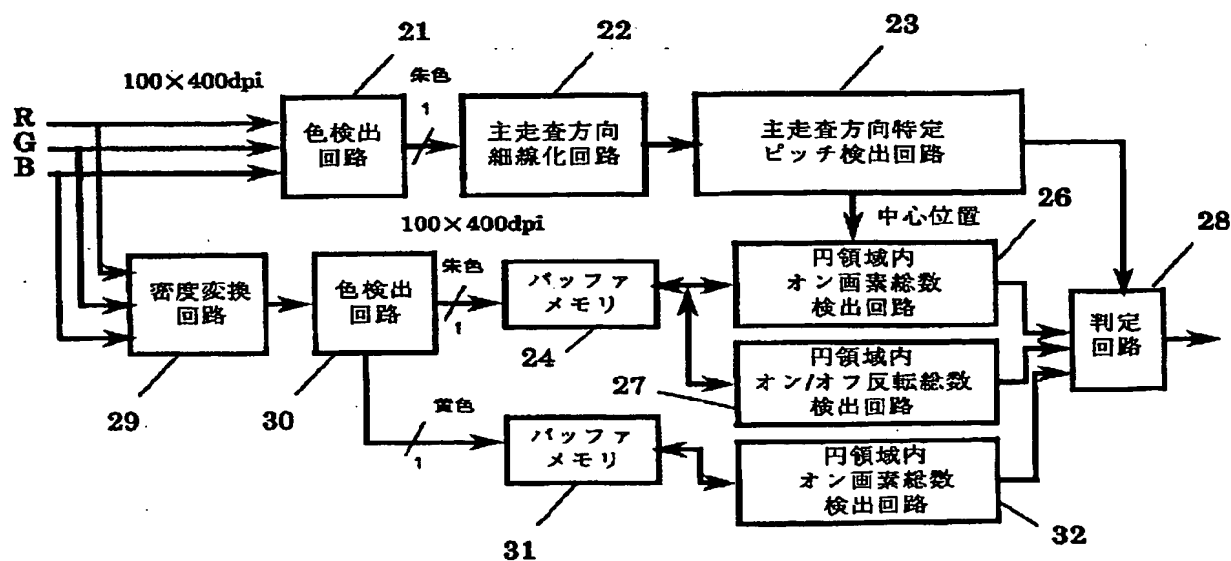 21
22
23
100×400dpi
朱色
1
R
G
B
色検出
回路
主走査方向
細線化回路
主走査方向特定
ピッチ検出回路
中心位置
26
28
100×400dpi
密度変換
回路
色検出
回路
朱色
1
バッファ
メモリ
円領域内
オン画素総数
検出回路
判定
回路
24
27
円領域内
オン/オフ反転総数
検出回路
29
30
黄色
1
バッファ
メモリ
円領域内
オン画素総数
検出回路
31
32